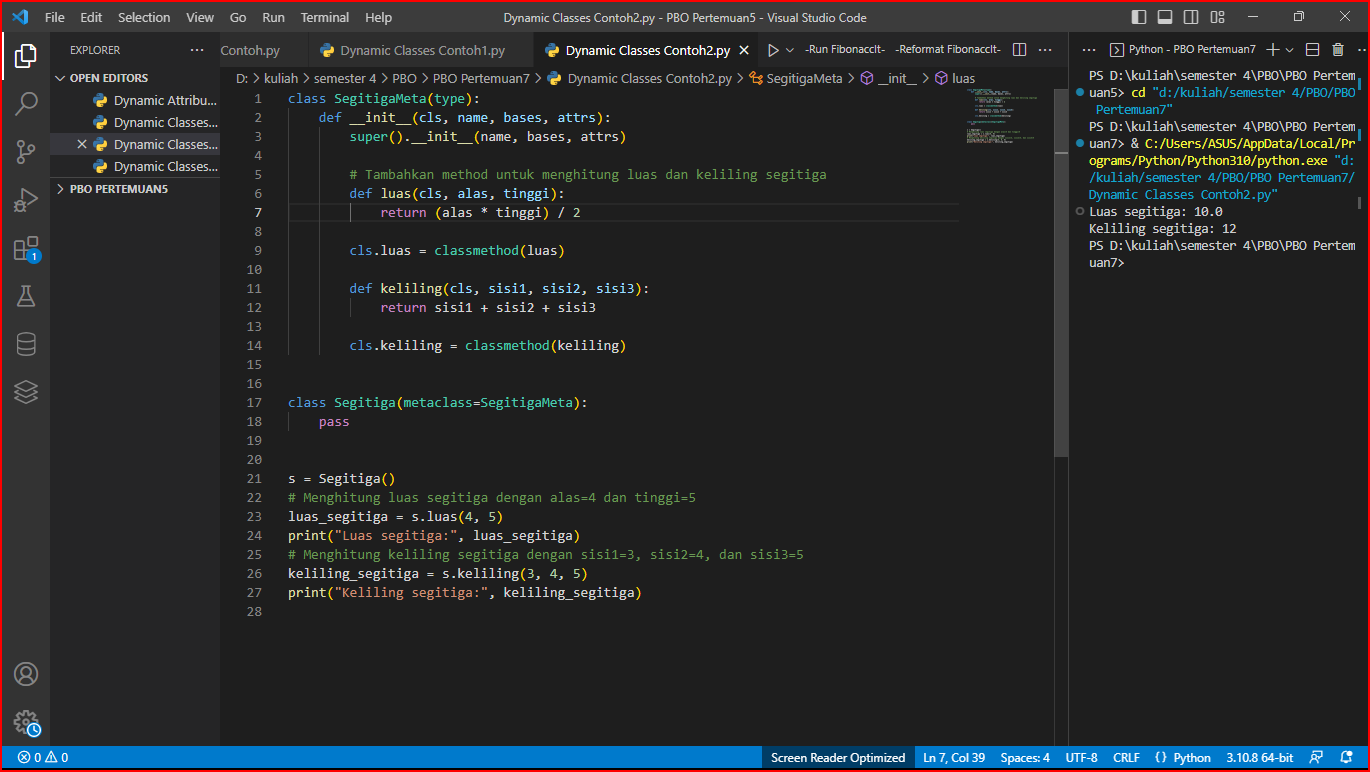 File Edit Selection View Go Run Terminal Help Dynamic Classes Contoh2.py - PBO Pertemuan5 - Visual Studio Code
EXPLORER
OPEN EDITORS
Dynamic Attribu...
Dynamic Classes...
Dynamic Classes...
Dynamic Classes...
PBO PERTEMUAN5
1
Contoh.py Dynamic Classes Contoh1.py Dynamic Classes Contoh2.py -Run FibonacciIt- -Reformat FibonacciIt-
D: > kuliah > semester 4 > PBO > PBO Pertemuan7 > Dynamic Classes Contoh2.py > SegitigaMeta > __init__ > luas
1 class SegitigaMeta(type):
2     def __init__(cls, name, bases, attrs):
3         super().__init__(name, bases, attrs)
4
5         # Tambahkan method untuk menghitung luas dan keliling segitiga
6         def luas(cls, alas, tinggi):
7             return (alas * tinggi) / 2
8
9         cls.luas = classmethod(luas)
10
11         def keliling(cls, sisi1, sisi2, sisi3):
12             return sisi1 + sisi2 + sisi3
13
14         cls.keliling = classmethod(keliling)
15
16
17 class Segitiga(metaclass=SegitigaMeta):
18     pass
19
20
21 s = Segitiga()
22 # Menghitung luas segitiga dengan alas=4 dan tinggi=5
23 luas_segitiga = s.luas(4, 5)
24 print("Luas segitiga:", luas_segitiga)
25 # Menghitung keliling segitiga dengan sisi1=3, sisi2=4, dan sisi3=5
26 keliling_segitiga = s.keliling(3, 4, 5)
27 print("Keliling segitiga:", keliling_segitiga)
28
Python - PBO Pertemuan7
PS D:\kuliah\semester 4\PBO\PBO Pertem
uan5> cd "d:/kuliah/semester 4/PBO/PBO
Pertemuan7"
PS D:\kuliah\semester 4\PBO\PBO Pertem
uan7> & C:/Users/ASUS/AppData/Local/Pr
ograms/Python/Python310/python.exe "d:
/kuliah/semester 4/PBO/PBO Pertemuan7/
Dynamic Classes Contoh2.py"
Luas segitiga: 10.0
Keliling segitiga: 12
PS D:\kuliah\semester 4\PBO\PBO Pertem
uan7>
0 0 Screen Reader Optimized Ln 7, Col 39 Spaces: 4 UTF-8 CRLF {} Python 3.10.8 64-bit